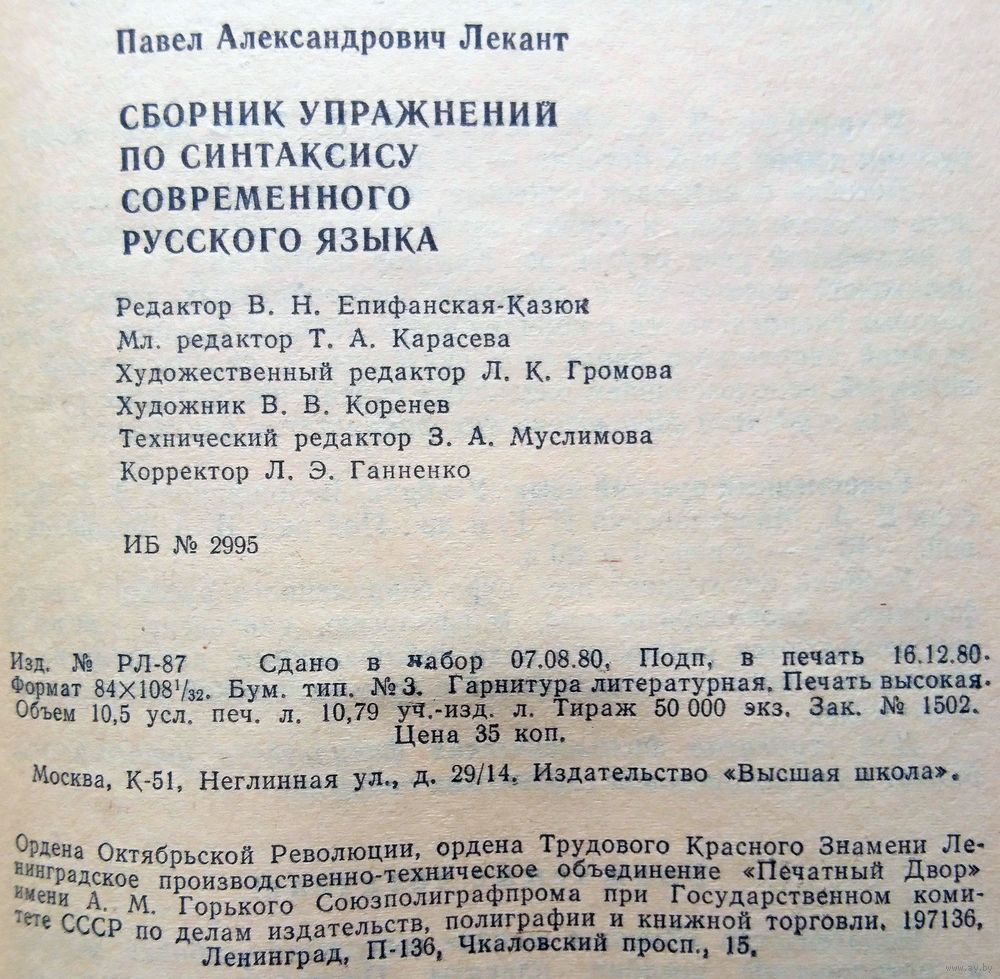 Павел Александрович Лекант
СБОРНИК УПРАЖНЕНИЙ
ПО СИНТАКСИСУ
СОВРЕМЕННОГО
РУССКОГО ЯЗЫКА
Редактор В. Н. Епифанская-Казюк
Мл. редактор Т. А. Карасева
Художественный редактор Л. К. Громова
Художник В. В. Коренев
Технический редактор З. А. Муслимова
Корректор Л. Э. Ганненко
ИБ № 2995
Изд. № РЛ-87 Сдано в набор 07.08.80. Подп. в печать 16.12.80.
Формат 84×108¹/₃₂. Бум. тип. № 3. Гарнитура литературная. Печать высокая.
Объем 10,5 усл. печ. л. 10,79 уч.-изд. л. Тираж 50 000 экз. Зак. № 1502.
Цена 35 коп.
Москва, К-51, Неглинная ул., д. 29/14. Издательство «Высшая школа».
Ордена Октябрьской Революции, ордена Трудового Красного Знамени Ле-
нинградское производственно-техническое объединение «Печатный Двор»
имени А. М. Горького Союзполиграфпрома при Государственном коми-
тете СССР по делам издательств, полиграфии и книжной торговли. 197136,
Ленинград, П-136, Чкаловский просп., 15.
www.ay.by